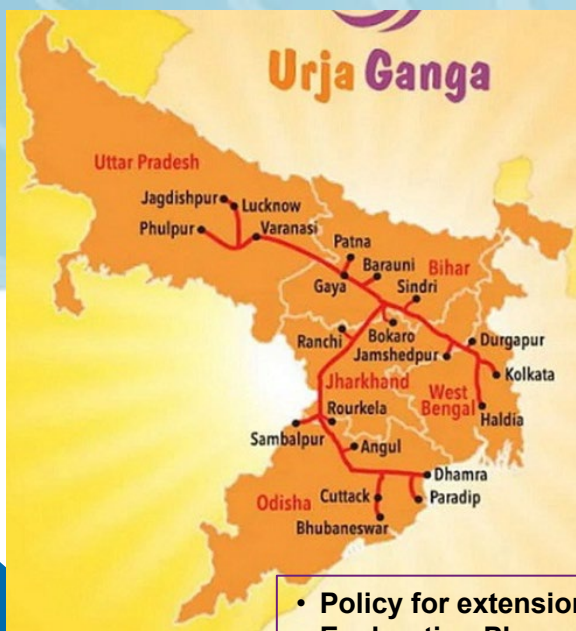 Urja Ganga
Uttar Pradesh
Jagdishpur
Lucknow
Phulpur
Varanasi
Patna
Barauni
Bihar
Gaya
Sindri
Ranchi
Bokaro
Durgapur
Jamshedpur
Kolkata
Jharkhand
West
Bengal
Haldia
Rourkela
Sambalpur
Angul
Dhamra
Odisha
Cuttack
Paradip
Bhubaneswar
• Policy for extension